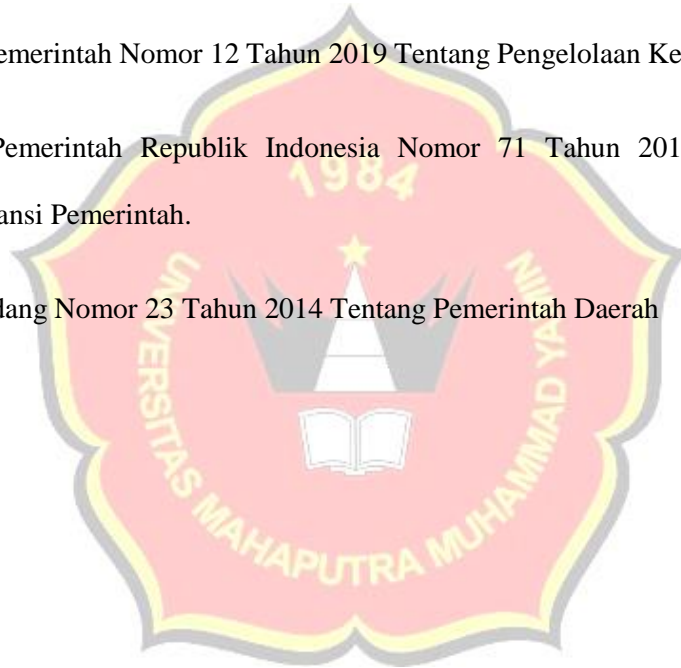 emerintah Nomor 12 Tahun 2019 Tentang Pengelolaan Ke
Pemerintah Republik Indonesia Nomor 71 Tahun 201
1984
ansi Pemerintah.
dang Nomor 23 Tahun 2014 Tentang Pemerintah Daerah
UNIVERSITAS MAHAPUTRA MUHAMMAD YAMIN